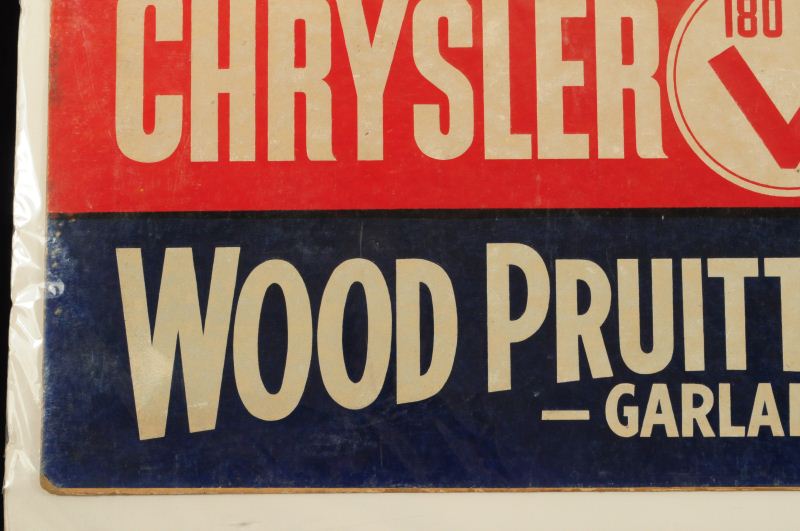 CHRYSLER
180
WOOD PRUITT
— GARLA